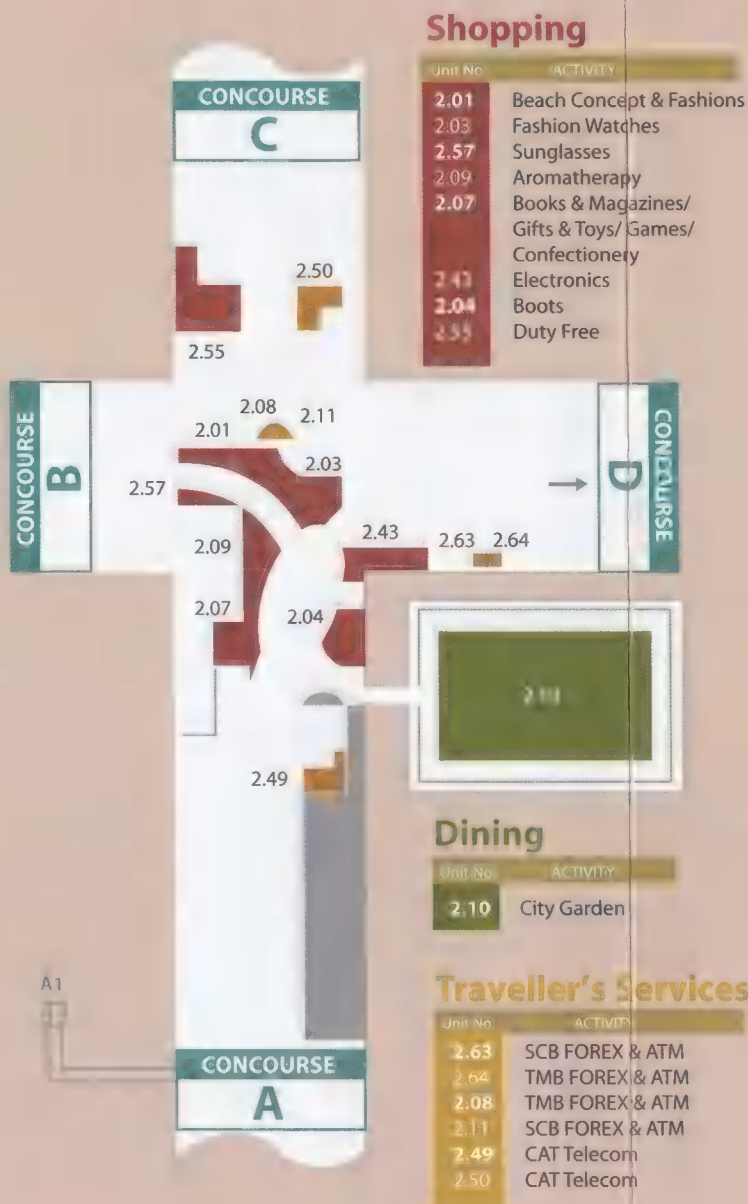 Shopping
Unit No ACTIVITY
2.01 Beach Concept & Fashions
2.03 Fashion Watches
2.57 Sunglasses
2.09 Aromatherapy
2.07 Books & Magazines/
Gifts & Toys/ Games/
Confectionery
2.43 Electronics
2.04 Boots
2.55 Duty Free
CONCOURSE
C
2.50
2.55
2.08
2.11
2.01
2.03
CONCOURSE
B
2.57
CONCOURSE
D
2.43
2.63
2.64
2.09
2.07
2.04
2.10
2.49
Dining
Unit No ACTIVITY
2.10 City Garden
A1
CONCOURSE
A
Traveller's Services
Unit No ACTIVITY
2.63 SCB FOREX & ATM
2.64 TMB FOREX & ATM
2.08 TMB FOREX & ATM
2.11 SCB FOREX & ATM
2.49 CAT Telecom
2.50 CAT Telecom